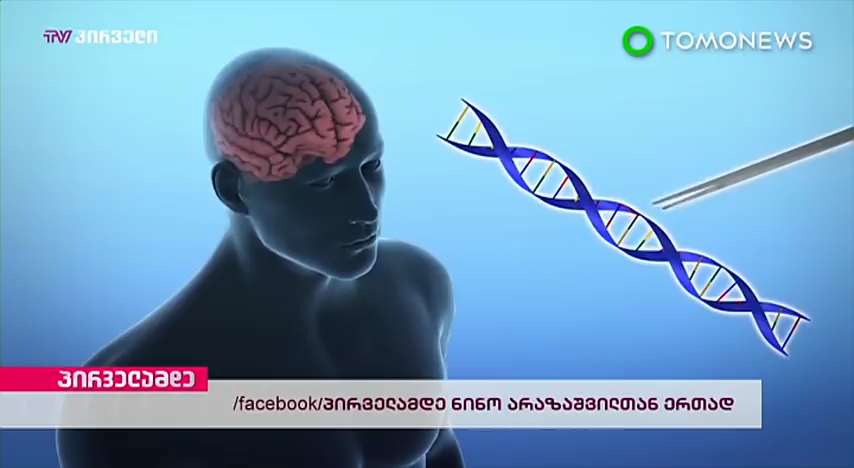 TV პირველი
TOMONEWS
პირველამდე
/facebook/პირველამდე ნინო არაზაშვილთან ერთად